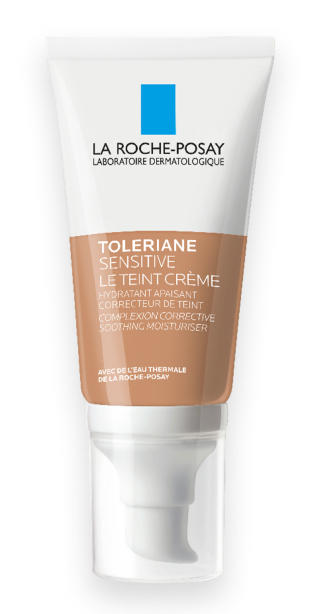 LA ROCHE-POSAY
LABORATOIRE DERMATOLOGIQUE
TOLERIANE
SENSITIVE
LE TEINT CRÈME
HYDRATANT APAISANT
CORRECTEUR DE TEINT
COMPLEXION CORRECTIVE
SOOTHING MOISTURISER
AVEC DE L'EAU THERMALE
DE LA ROCHE-POSAY